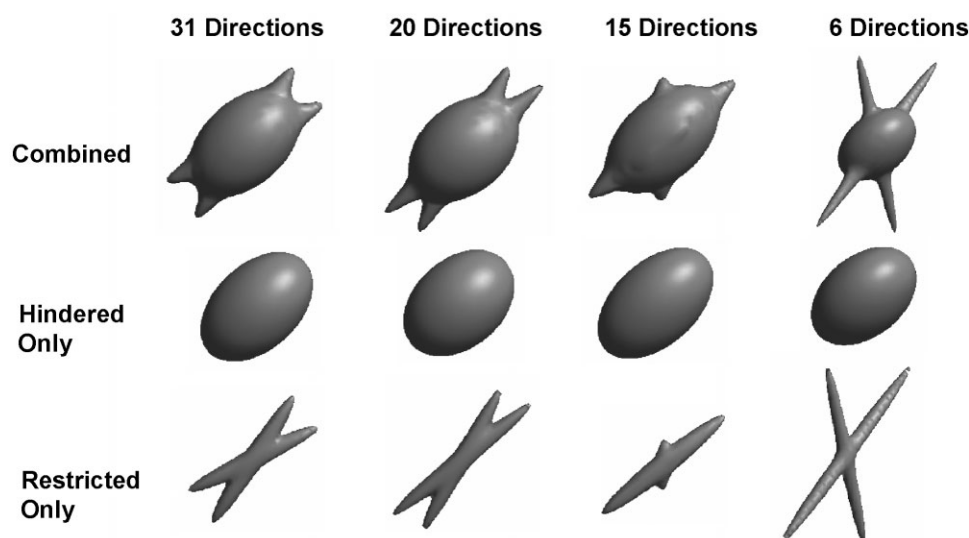 31 Directions 20 Directions 15 Directions 6 Directions
Combined
Hindered
Only
Restricted
Only